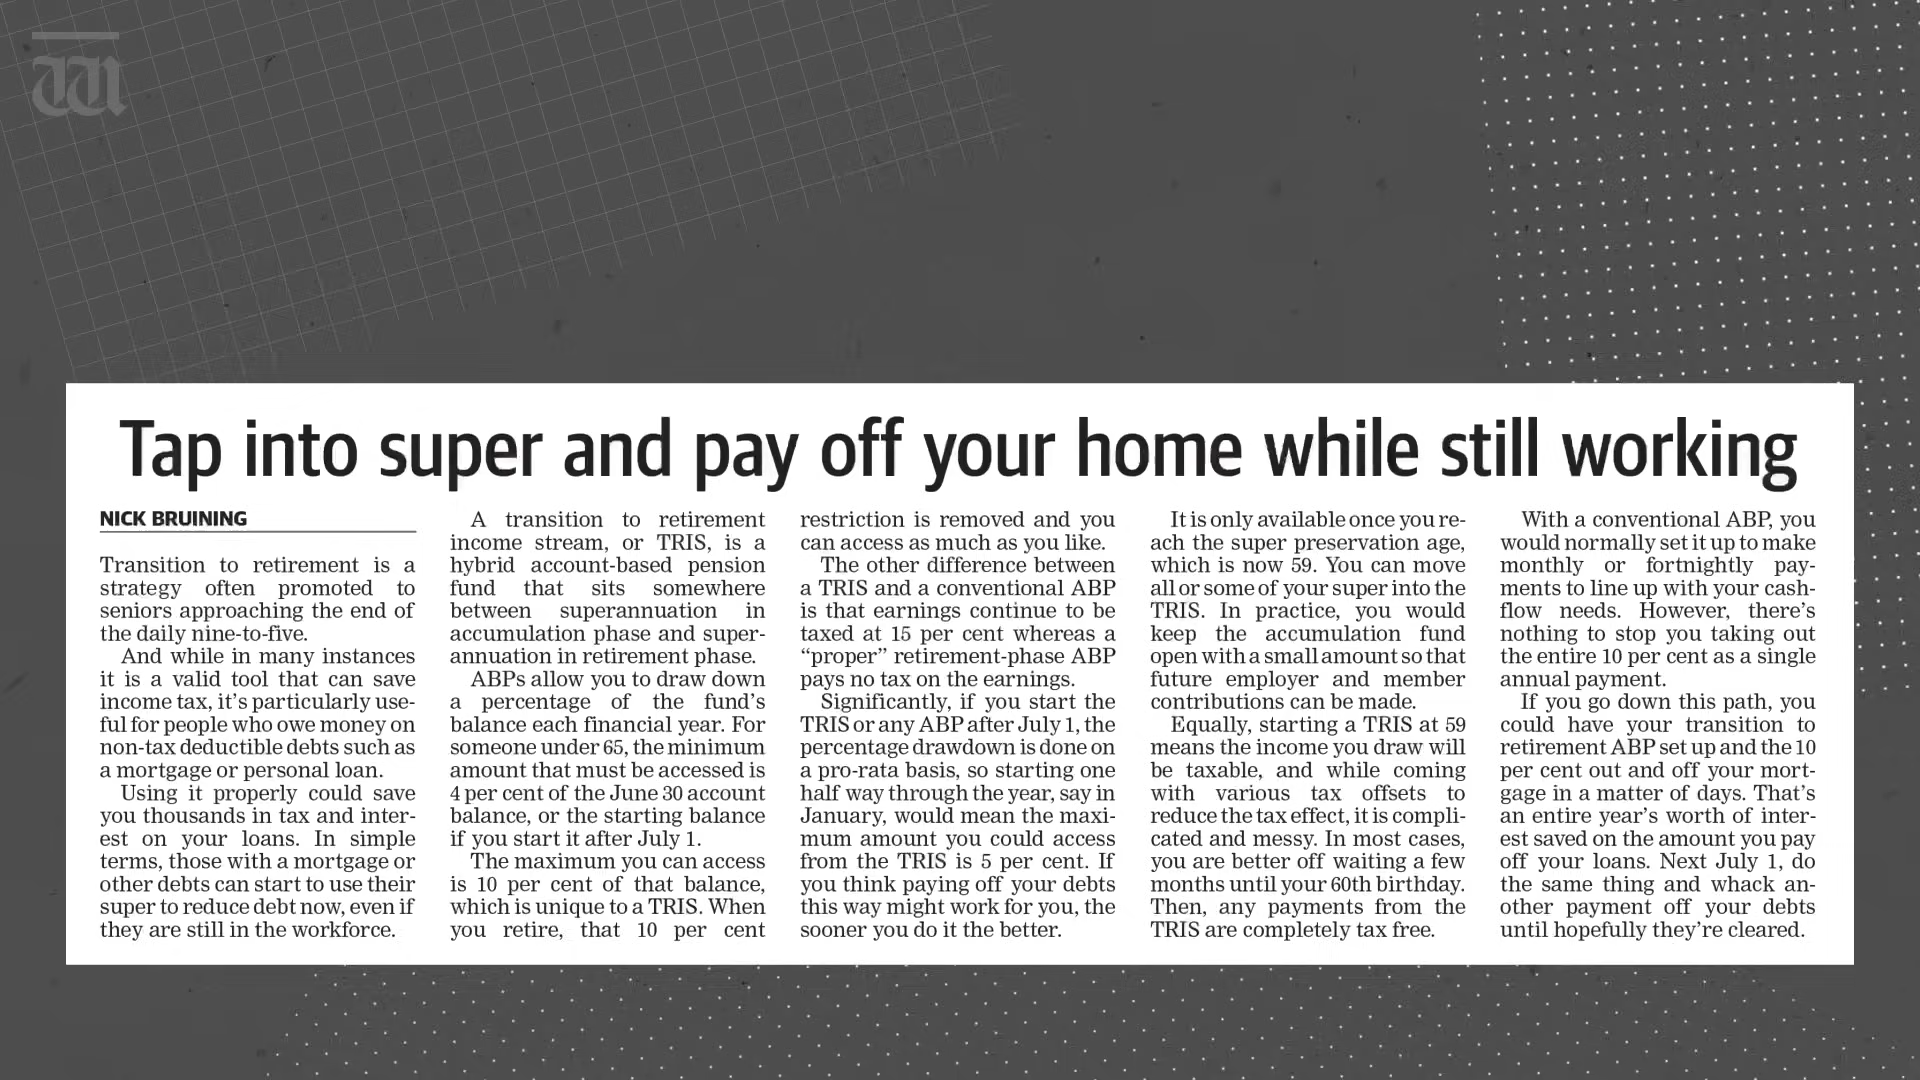 W
Tap into super and pay off your home while still working
NICK BRUINING
Transition to retirement is a
strategy often promoted to
seniors approaching the end of
the daily nine-to-five.
And while in many instances
it is a valid tool that can save
income tax, it's particularly use-
ful for people who owe money on
non-tax deductible debts such as
a mortgage or personal loan.
Using it properly could save
you thousands in tax and inter-
est on your loans. In simple
terms, those with a mortgage or
other debts can start to use their
super to reduce debt now, even if
they are still in the workforce.
A transition to retirement
income stream, or TRIS, is a
hybrid account-based pension
fund that sits somewhere
between superannuation in
accumulation phase and super-
annuation in retirement phase.
ABPs allow you to draw down
a percentage of the fund's
balance each financial year. For
someone under 65, the minimum
amount that must be accessed is
4 per cent of the June 30 account
balance, or the starting balance
if you start it after July 1.
The maximum you can access
is 10 per cent of that balance,
which is unique to a TRIS. When
you retire, that 10 per cent
restriction is removed and you
can access as much as you like.
The other difference between
a TRIS and a conventional ABP
is that earnings continue to be
taxed at 15 per cent whereas a
“proper” retirement-phase ABP
pays no tax on the earnings.
Significantly, if you start the
TRIS or any ABP after July 1, the
percentage drawdown is done on
a pro-rata basis, so starting one
half way through the year, say in
January, would mean the maxi-
mum amount you could access
from the TRIS is 5 per cent. If
you think paying off your debts
this way might work for you, the
sooner you do it the better.
It is only available once you re-
ach the super preservation age,
which is now 59. You can move
all or some of your super into the
TRIS. In practice, you would
keep the accumulation fund
open with a small amount so that
future employer and member
contributions can be made.
Equally, starting a TRIS at 59
means the income you draw will
be taxable, and while coming
with various tax offsets to
reduce the tax effect, it is compli-
cated and messy. In most cases,
you are better off waiting a few
months until your 60th birthday.
Then, any payments from the
TRIS are completely tax free.
With a conventional ABP, you
would normally set it up to make
monthly or fortnightly pay-
ments to line up with your cash-
flow needs. However, there's
nothing to stop you taking out
the entire 10 per cent as a single
annual payment.
If you go down this path, you
could have your transition to
retirement ABP set up and the 10
per cent out and off your mort-
gage in a matter of days. That's
an entire year's worth of inter-
est saved on the amount you pay
off your loans. Next July 1, do
the same thing and whack an-
other payment off your debts
until hopefully they're cleared.